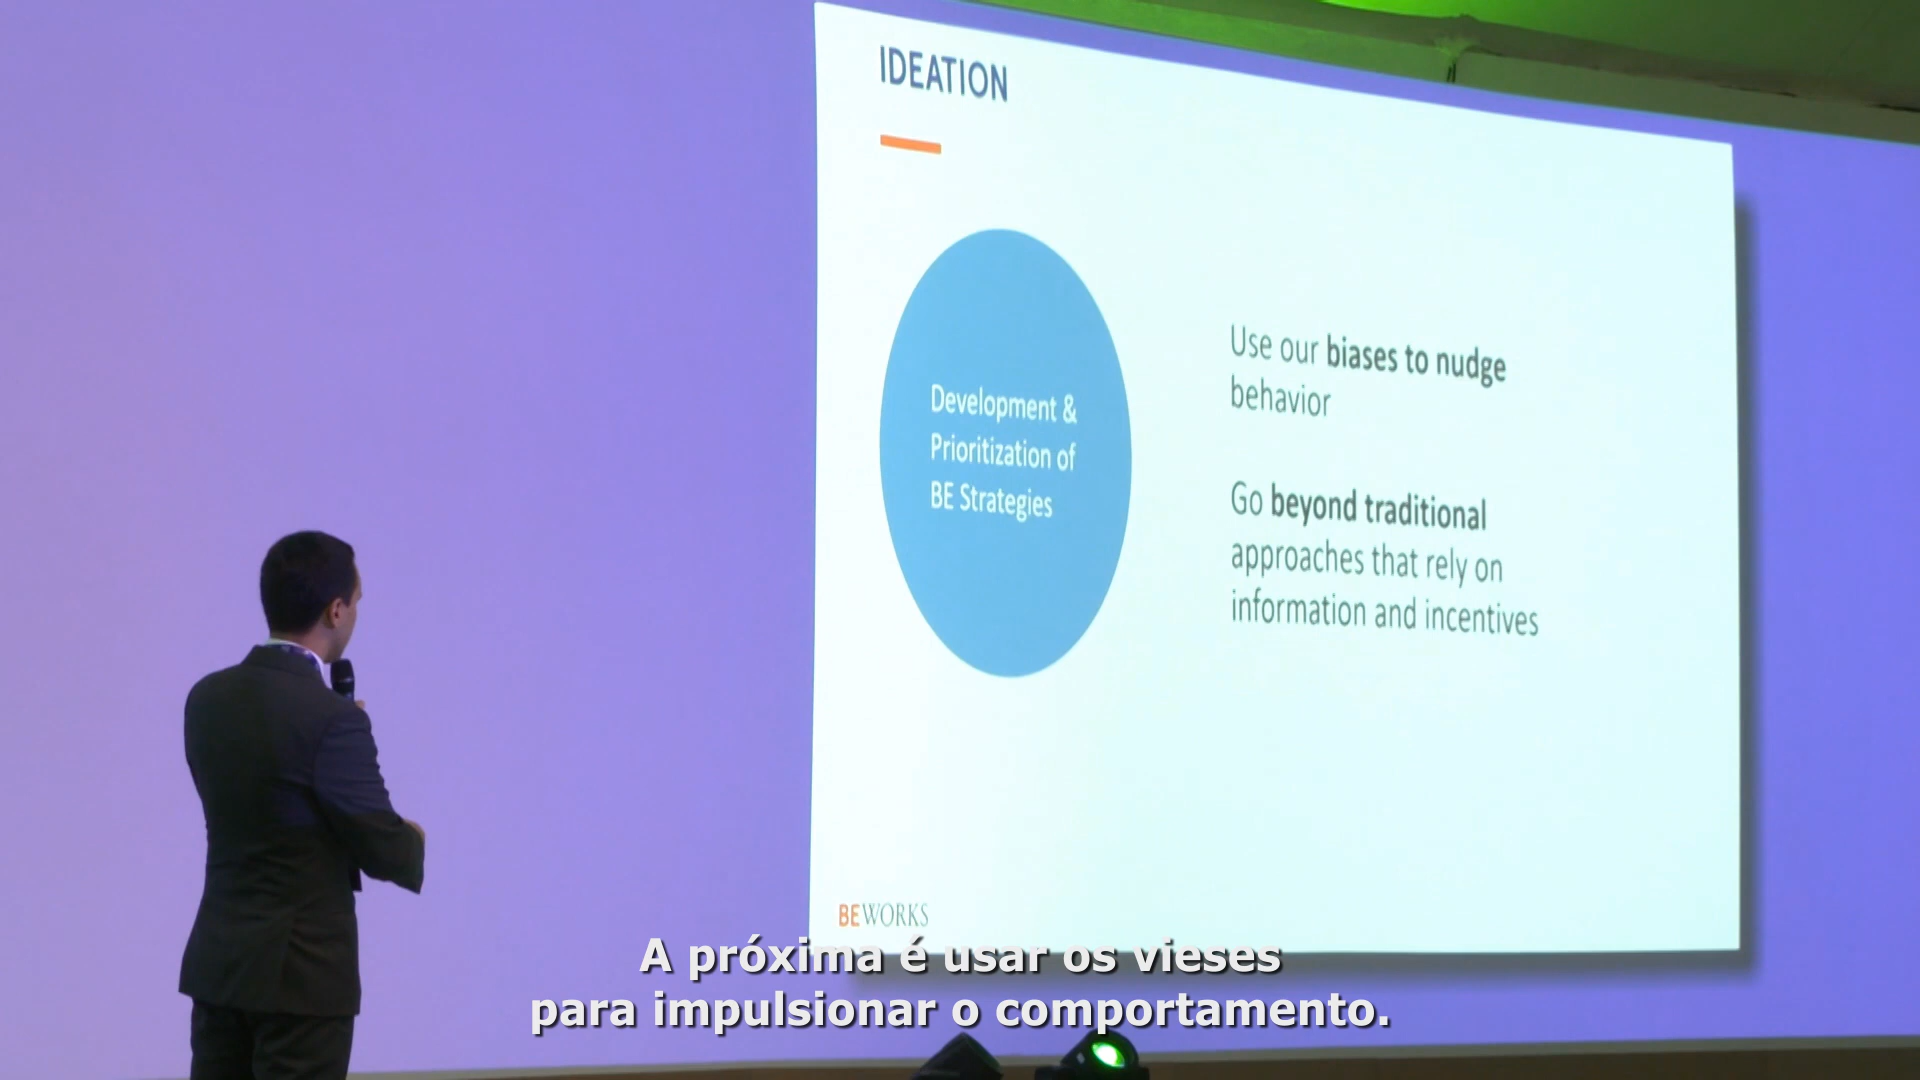 IDEATION
Development &
Prioritization of
BE Strategies
Use our biases to nudge
behavior
Go beyond traditional
approaches that rely on
information and incentives
BEWORKS
A próxima é usar os vieses
para impulsionar o comportamento.